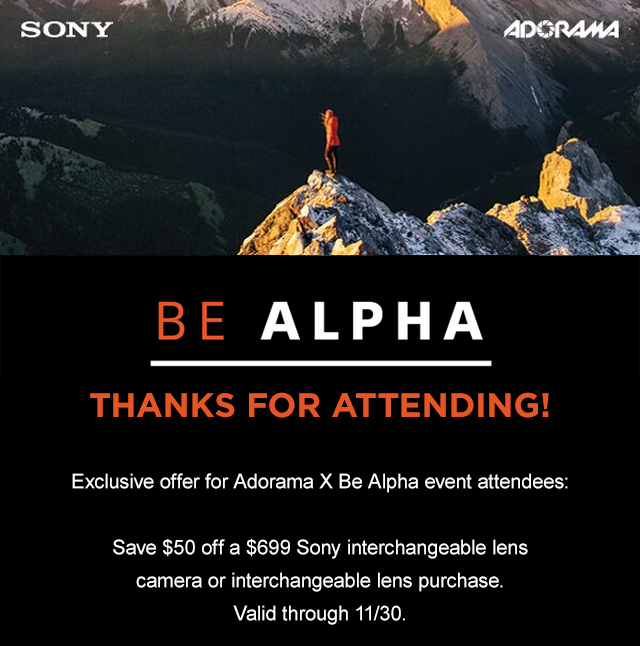 SONY
ADORAMA
BE ALPHA
THANKS FOR ATTENDING!
Exclusive offer for Adorama X Be Alpha event attendees:
Save $50 off a $699 Sony interchangeable lens
camera or interchangeable lens purchase.
Valid through 11/30.